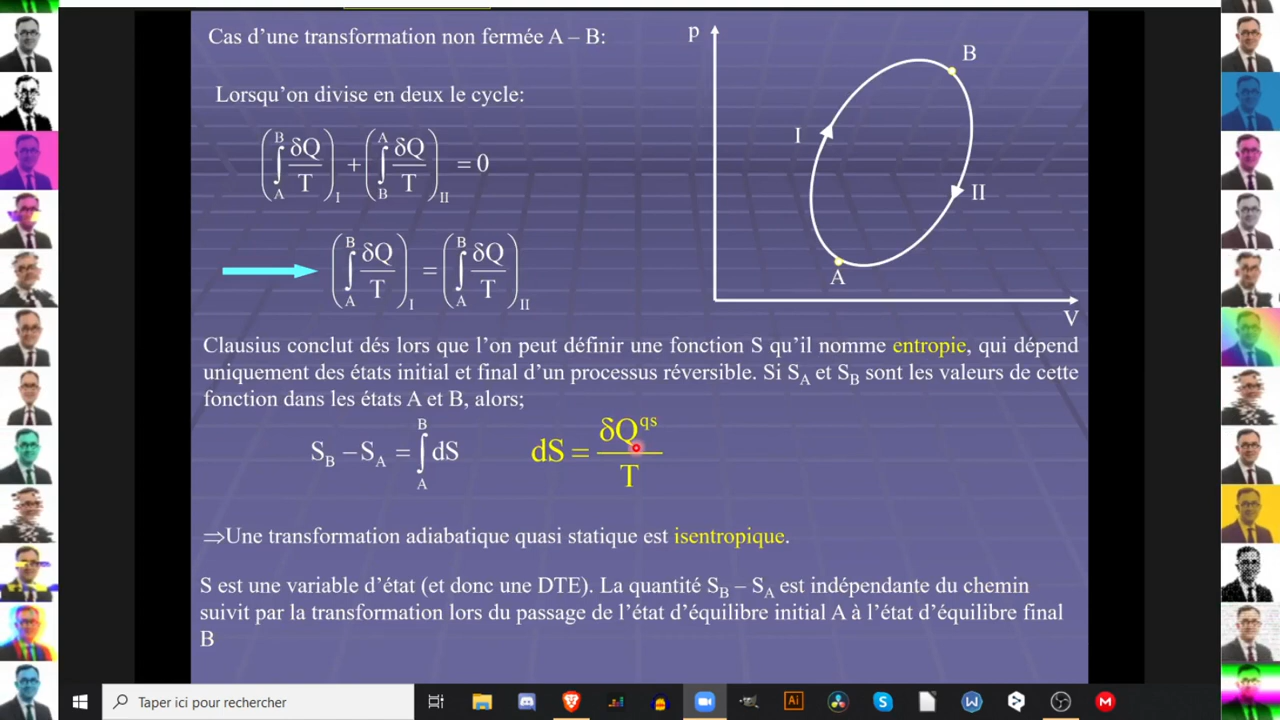 Cas d'une transformation non fermée A – B:
Lorsqu'on divise en deux le cycle:
(∫_A^B δQ/T)_I + (∫_B^A δQ/T)_II = 0
(∫_A^B δQ/T)_I = (∫_A^B δQ/T)_II
p
B
I
II
A
V
Clausius conclut dés lors que l'on peut définir une fonction S qu'il nomme entropie, qui dépend
uniquement des états initial et final d'un processus réversible. Si S_A et S_B sont les valeurs de cette
fonction dans les états A et B, alors;
S_B – S_A = ∫_A^B dS    dS = δQ^qs/T
⇒Une transformation adiabatique quasi statique est isentropique.
S est une variable d'état (et donc une DTE). La quantité S_B – S_A est indépendante du chemin
suivit par la transformation lors du passage de l'état d'équilibre initial A à l'état d'équilibre final
B
Taper ici pour rechercher
Ai
S
W
M